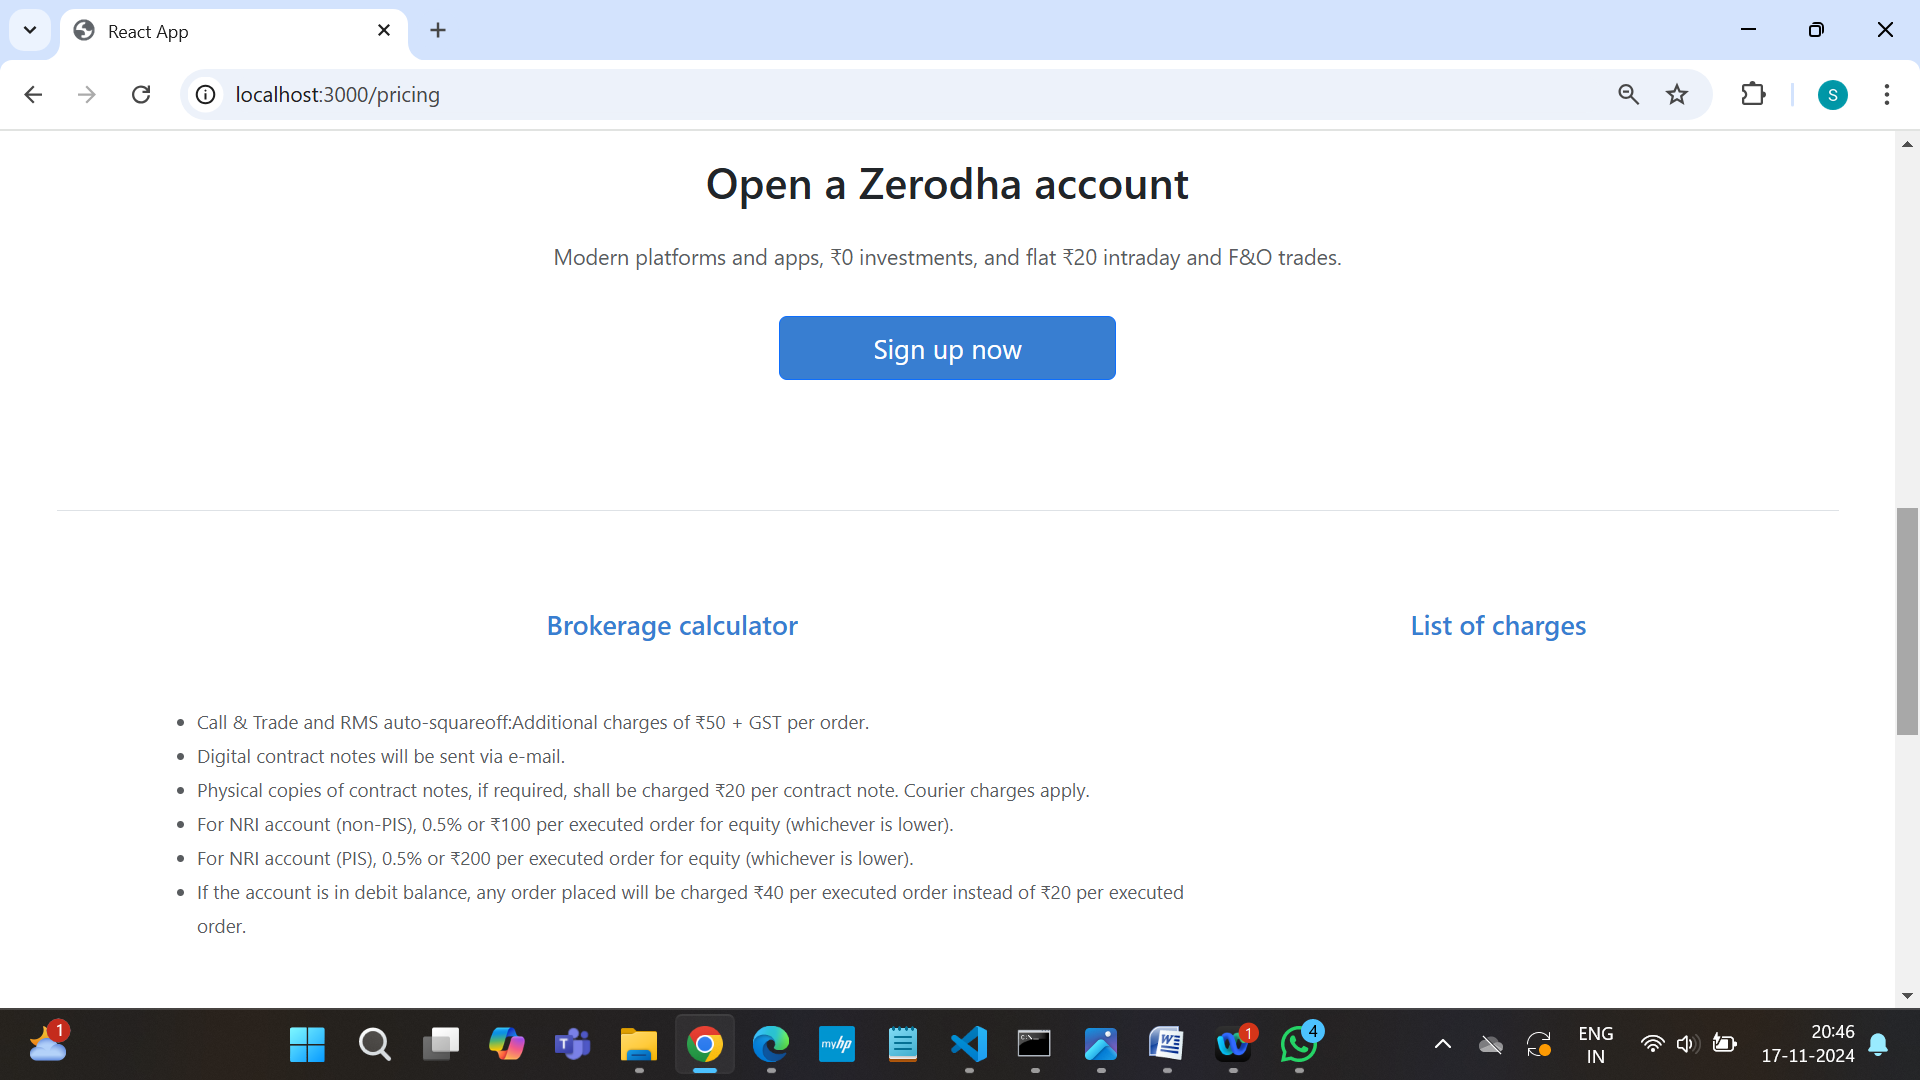 React App
localhost:3000/pricing
S
Open a Zerodha account
Modern platforms and apps, ₹0 investments, and flat ₹20 intraday and F&O trades.
Sign up now
Brokerage calculator
List of charges
Call & Trade and RMS auto-squareoff:Additional charges of ₹50 + GST per order.
Digital contract notes will be sent via e-mail.
Physical copies of contract notes, if required, shall be charged ₹20 per contract note. Courier charges apply.
For NRI account (non-PIS), 0.5% or ₹100 per executed order for equity (whichever is lower).
For NRI account (PIS), 0.5% or ₹200 per executed order for equity (whichever is lower).
If the account is in debit balance, any order placed will be charged ₹40 per executed order instead of ₹20 per executed
order.
1
myhp
1
4
ENG
IN
20:46
17-11-2024